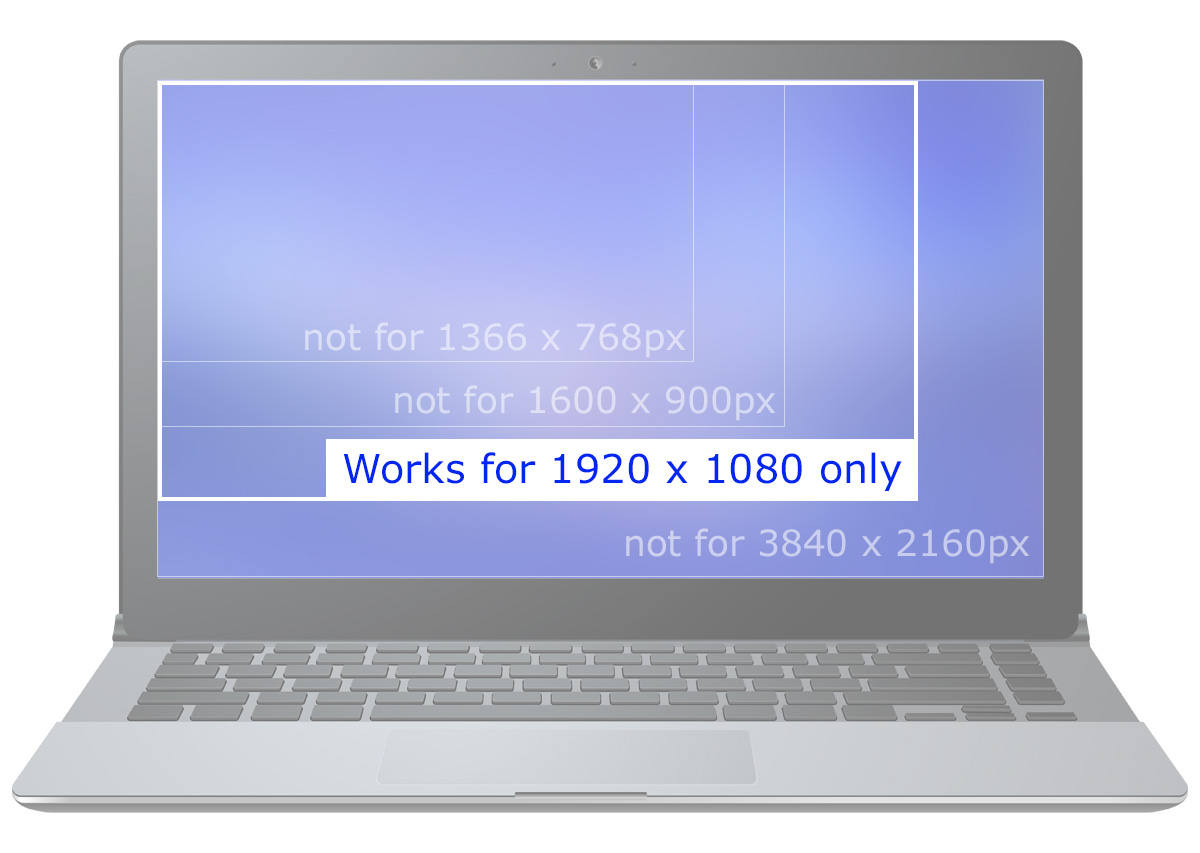 not for 1366 x 768px
not for 1600 x 900px
Works for 1920 x 1080 only
not for 3840 x 2160px